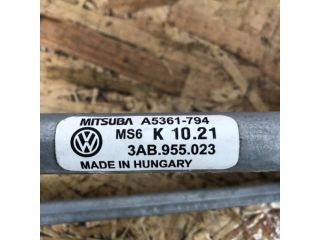 MITSUBA A5361-794
MS6 K 10.21
3AB.955.023
MADE IN HUNGARY